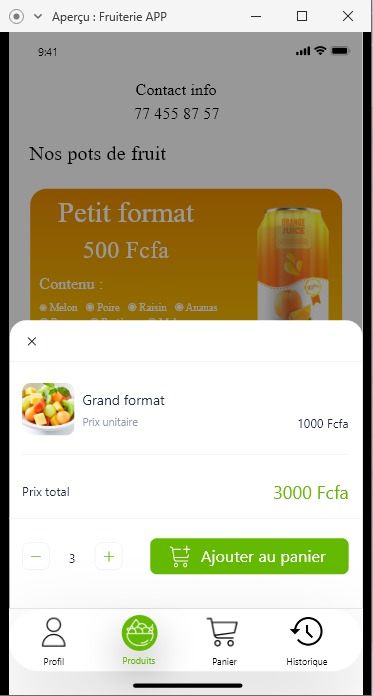 Aperçu : Fruiterie APP
9:41
Contact info
77 455 87 57
Nos pots de fruit
Petit format
500 Fcfa
ORANGE
JUICE
Contenu :
Melon Poire Raisin Ananas
Grand format
Prix unitaire
1000 Fcfa
Prix total
3000 Fcfa
3
Ajouter au panier
Profil
Produits
Panier
Historique